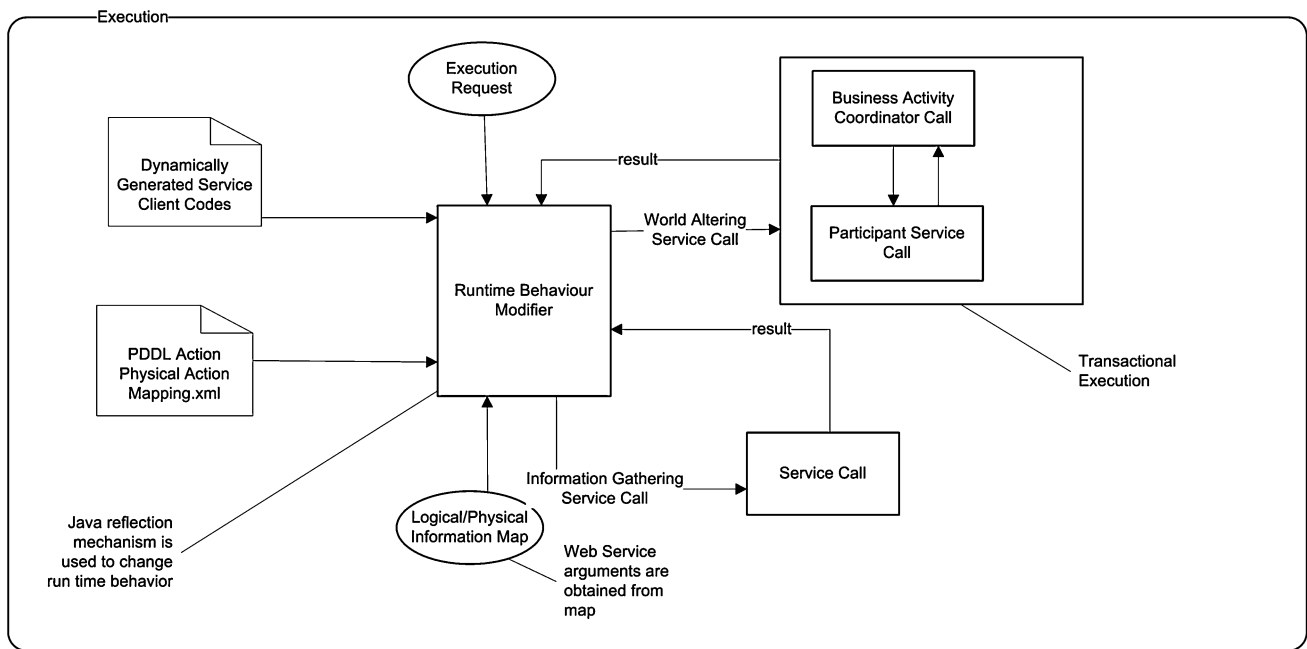 Execution
Execution
Request
Business Activity
Coordinator Call
Dynamically
Generated Service
Client Codes
result
World Altering
Service Call
Participant Service
Call
Runtime Behaviour
Modifier
result
PDDL Action
Physical Action
Mapping.xml
Transactional
Execution
Information Gathering
Service Call
Service Call
Logical/Physical
Information Map
Java reflection
mechanism is
used to change
run time behavior
Web Service
arguments are
obtained from
map